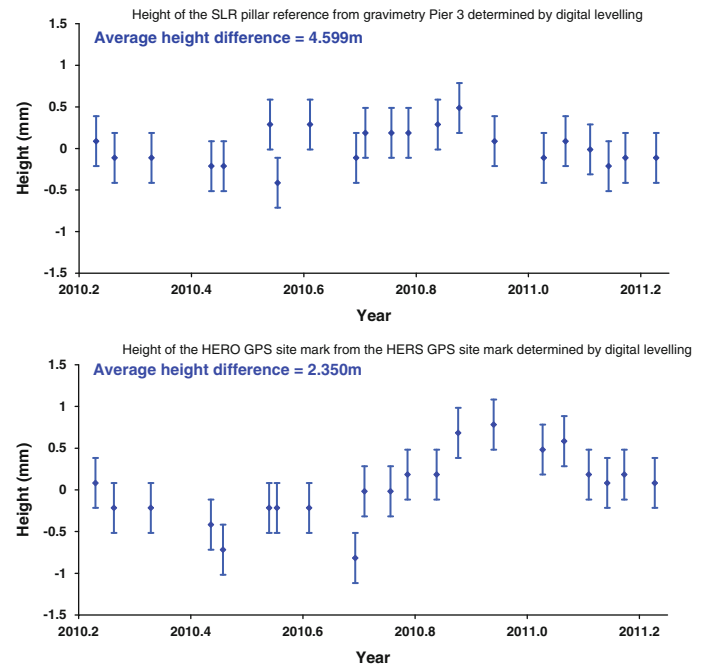 Height of the SLR pillar reference from gravimetry Pier 3 determined by digital levelling
Average height difference = 4.599m
1.5
1
0.5
0
-0.5
-1
-1.5
Height (mm)
2010.2 2010.4 2010.6 2010.8 2011.0 2011.2
Year
Height of the HERO GPS site mark from the HERS GPS site mark determined by digital levelling
Average height difference = 2.350m
1.5
1
0.5
0
-0.5
-1
-1.5
Height (mm)
2010.2 2010.4 2010.6 2010.8 2011.0 2011.2
Year